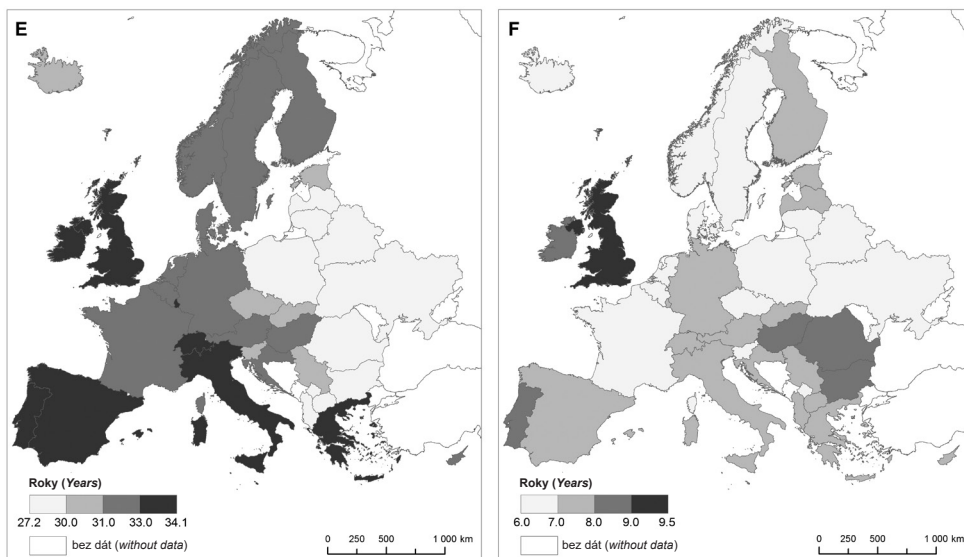 E
Roky (Years)
27.2 30.0 31.0 33.0 34.1
bez dát (without data)
0 500 1 000 km
F
Roky (Years)
6.0 7.0 8.0 9.0 9.5
bez dát (without data)
0 250 500 1 000 km